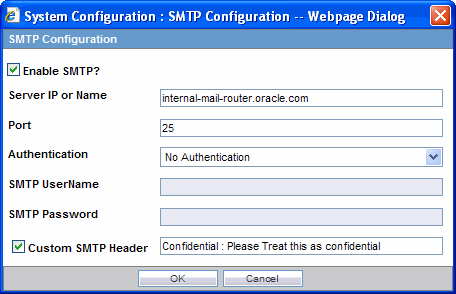 System Configuration : SMTP Configuration -- Webpage Dialog
SMTP Configuration
Enable SMTP?
Server IP or Name internal-mail-router.oracle.com
Port 25
Authentication No Authentication
SMTP UserName
SMTP Password
Custom SMTP Header Confidential : Please Treat this as confidential
OK Cancel